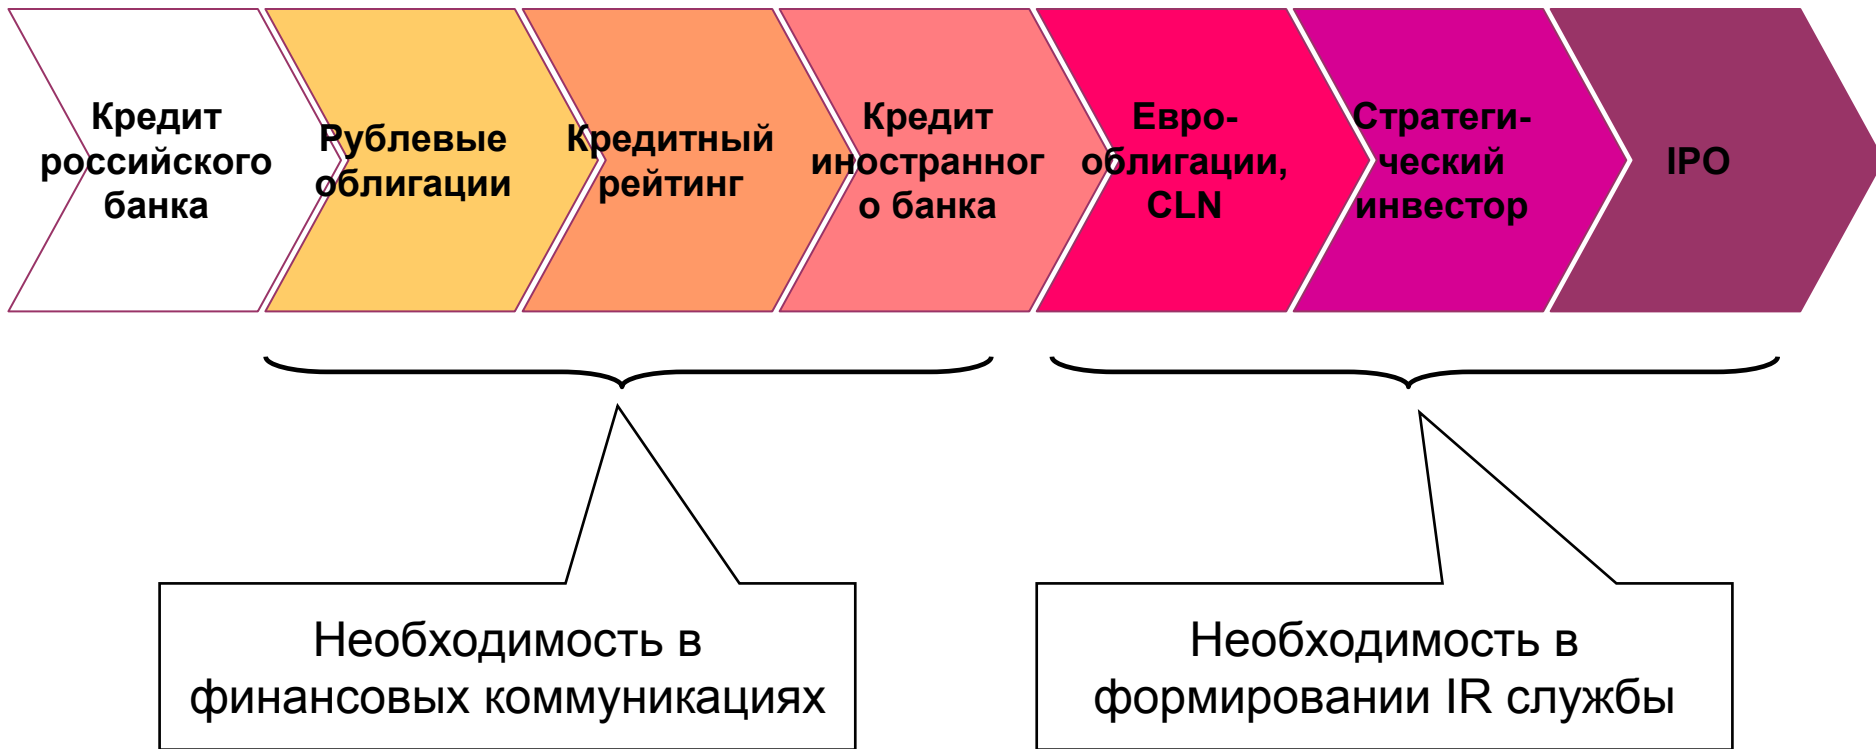 Кредит
российского
банка
Рублевые
облигации
Кредитный
рейтинг
Кредит
иностранног
о банка
Евро-
облигации,
CLN
Стратеги-
ческий
инвестор
IPO
Необходимость в
финансовых коммуникациях
Необходимость в
формировании IR службы